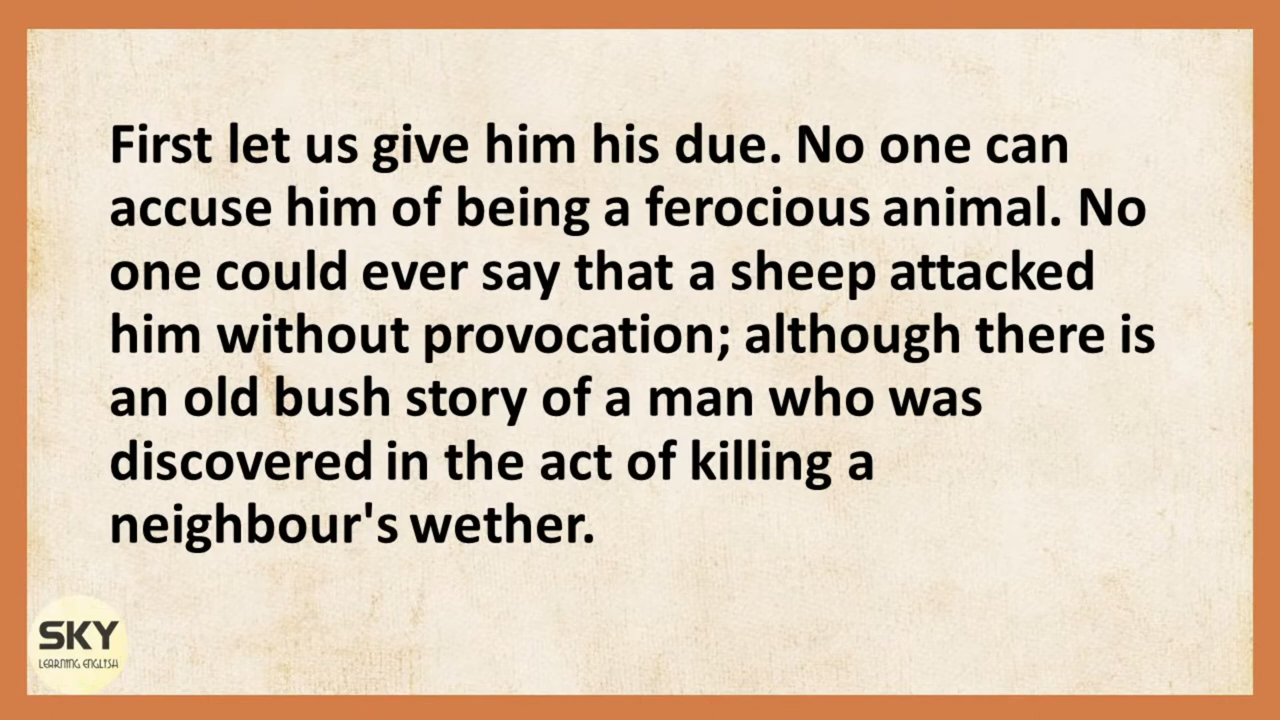 First let us give him his due. No one can
accuse him of being a ferocious animal. No
one could ever say that a sheep attacked
him without provocation; although there is
an old bush story of a man who was
discovered in the act of killing a
neighbour's wether.
SKY
LEARNING ENGLISH